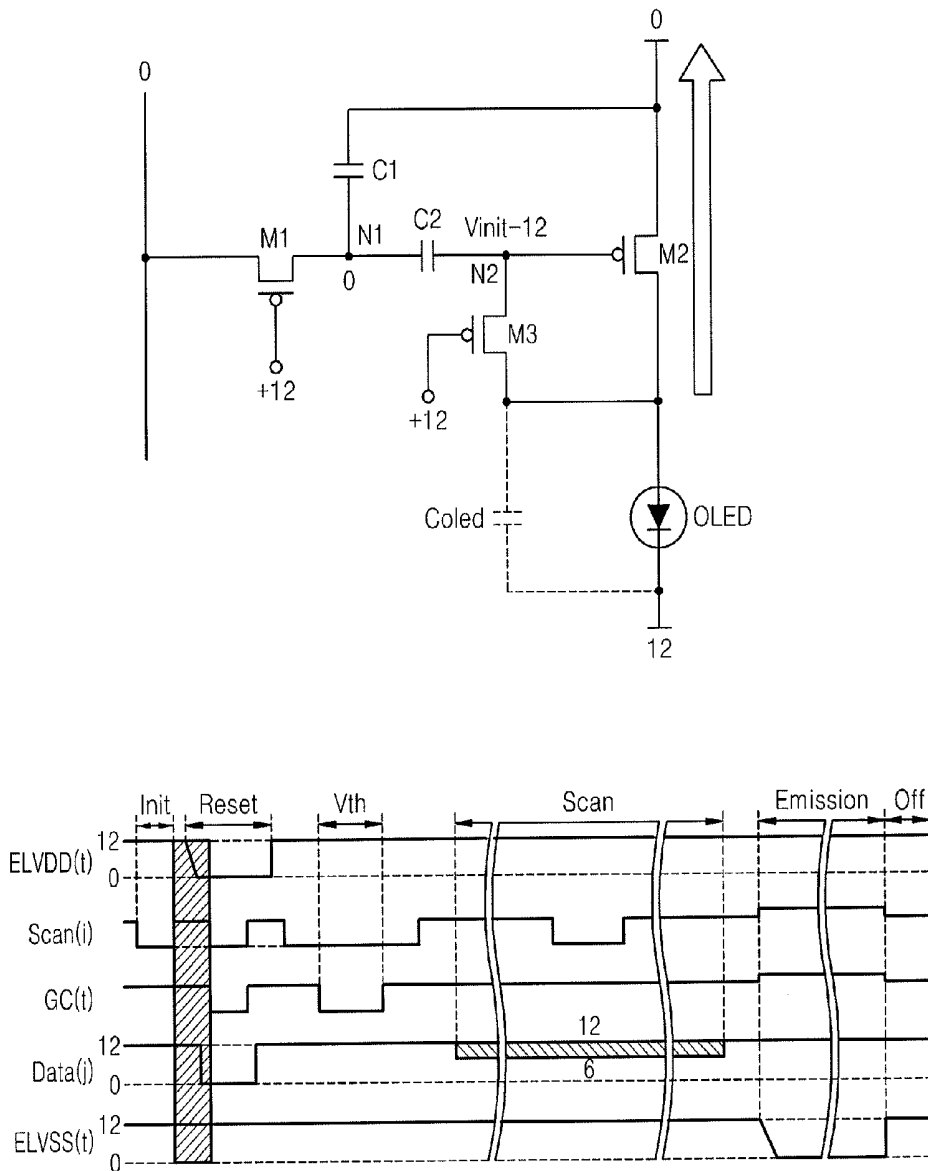 0
0
C1
M1
N1
C2
Vinit-12
0
N2
M2
M3
+12
+12
Coled
OLED
12
Init
Reset
Vth
Scan
Emission
Off
ELVDD(t)
12
0
Scan(i)
GC(t)
Data(j)
12
0
12
6
ELVSS(t)
12
0